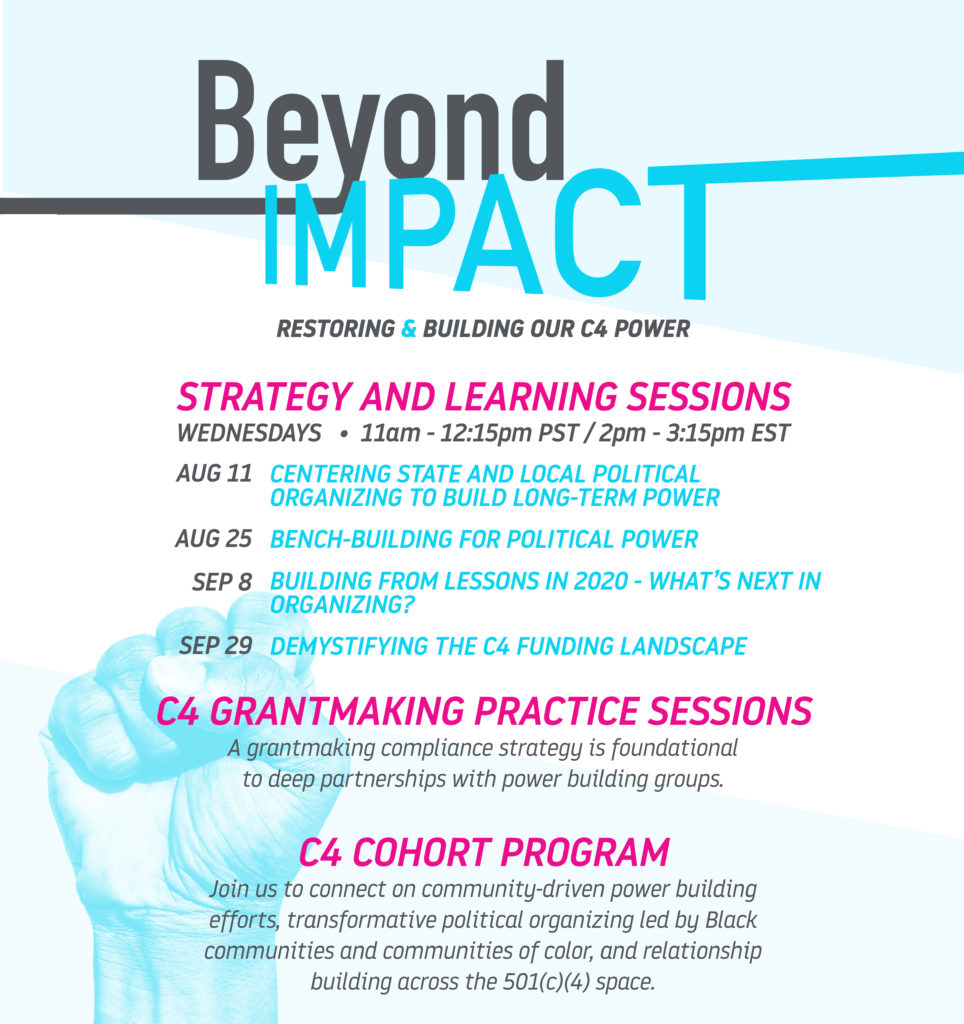 Beyond
IMPACT
RESTORING & BUILDING OUR C4 POWER
STRATEGY AND LEARNING SESSIONS
WEDNESDAYS • 11am - 12:15pm PST / 2pm - 3:15pm EST
AUG 11 CENTERING STATE AND LOCAL POLITICAL
ORGANIZING TO BUILD LONG-TERM POWER
AUG 25 BENCH-BUILDING FOR POLITICAL POWER
SEP 8 BUILDING FROM LESSONS IN 2020 - WHAT'S NEXT IN
ORGANIZING?
SEP 29 DEMYSTIFYING THE C4 FUNDING LANDSCAPE
C4 GRANTMAKING PRACTICE SESSIONS
A grantmaking compliance strategy is foundational
to deep partnerships with power building groups.
C4 COHORT PROGRAM
Join us to connect on community-driven power building
efforts, transformative political organizing led by Black
communities and communities of color, and relationship
building across the 501(c)(4) space.